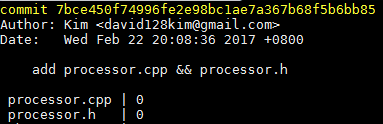 commit 7bce450f74996fe2e98bc1ae7a367b68f5b6bb85
Author: Kim <david128kim@gmail.com>
Date:   Wed Feb 22 20:08:36 2017 +0800
    add processor.cpp && processor.h
 processor.cpp | 0
 processor.h   | 0